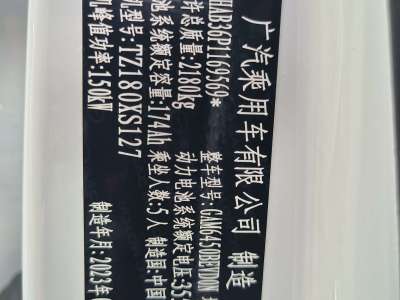 广汽乘用车有限公司 制造
HAB36P1169569* 整车型号:GAM6450BEVD0N
许总质量:2180kg 动力电池系统额定电压:35
池系统额定容量:174Ah 乘坐人数:5人 制造国:中国
机型号:TZ180XS127
机峰值功率:150kW 制造年月:2023年